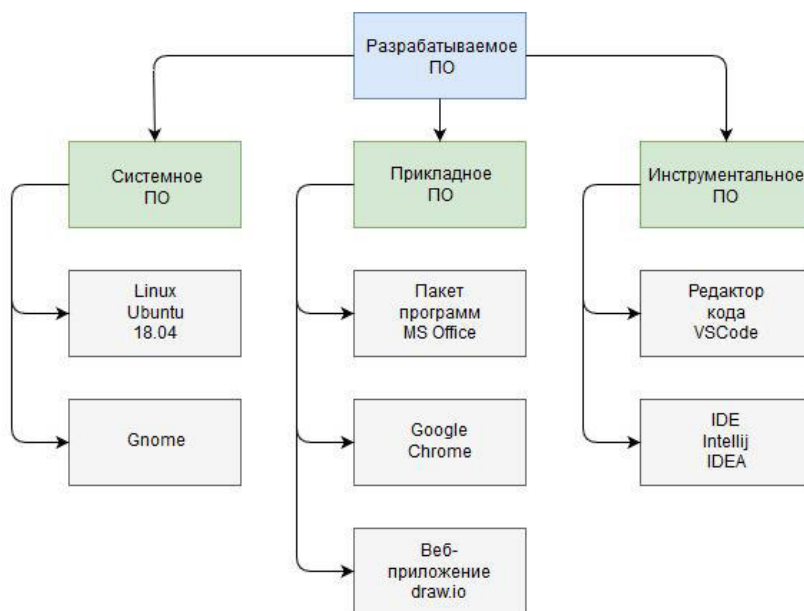 Разрабатываемое
ПО
Системное
ПО
Прикладное
ПО
Инструментальное
ПО
Linux
Ubuntu
18.04
Пакет
программ
MS Office
Редактор
кода
VSCode
Gnome
Google
Chrome
IDE
Intellij
IDEA
Веб-
приложение
draw.io